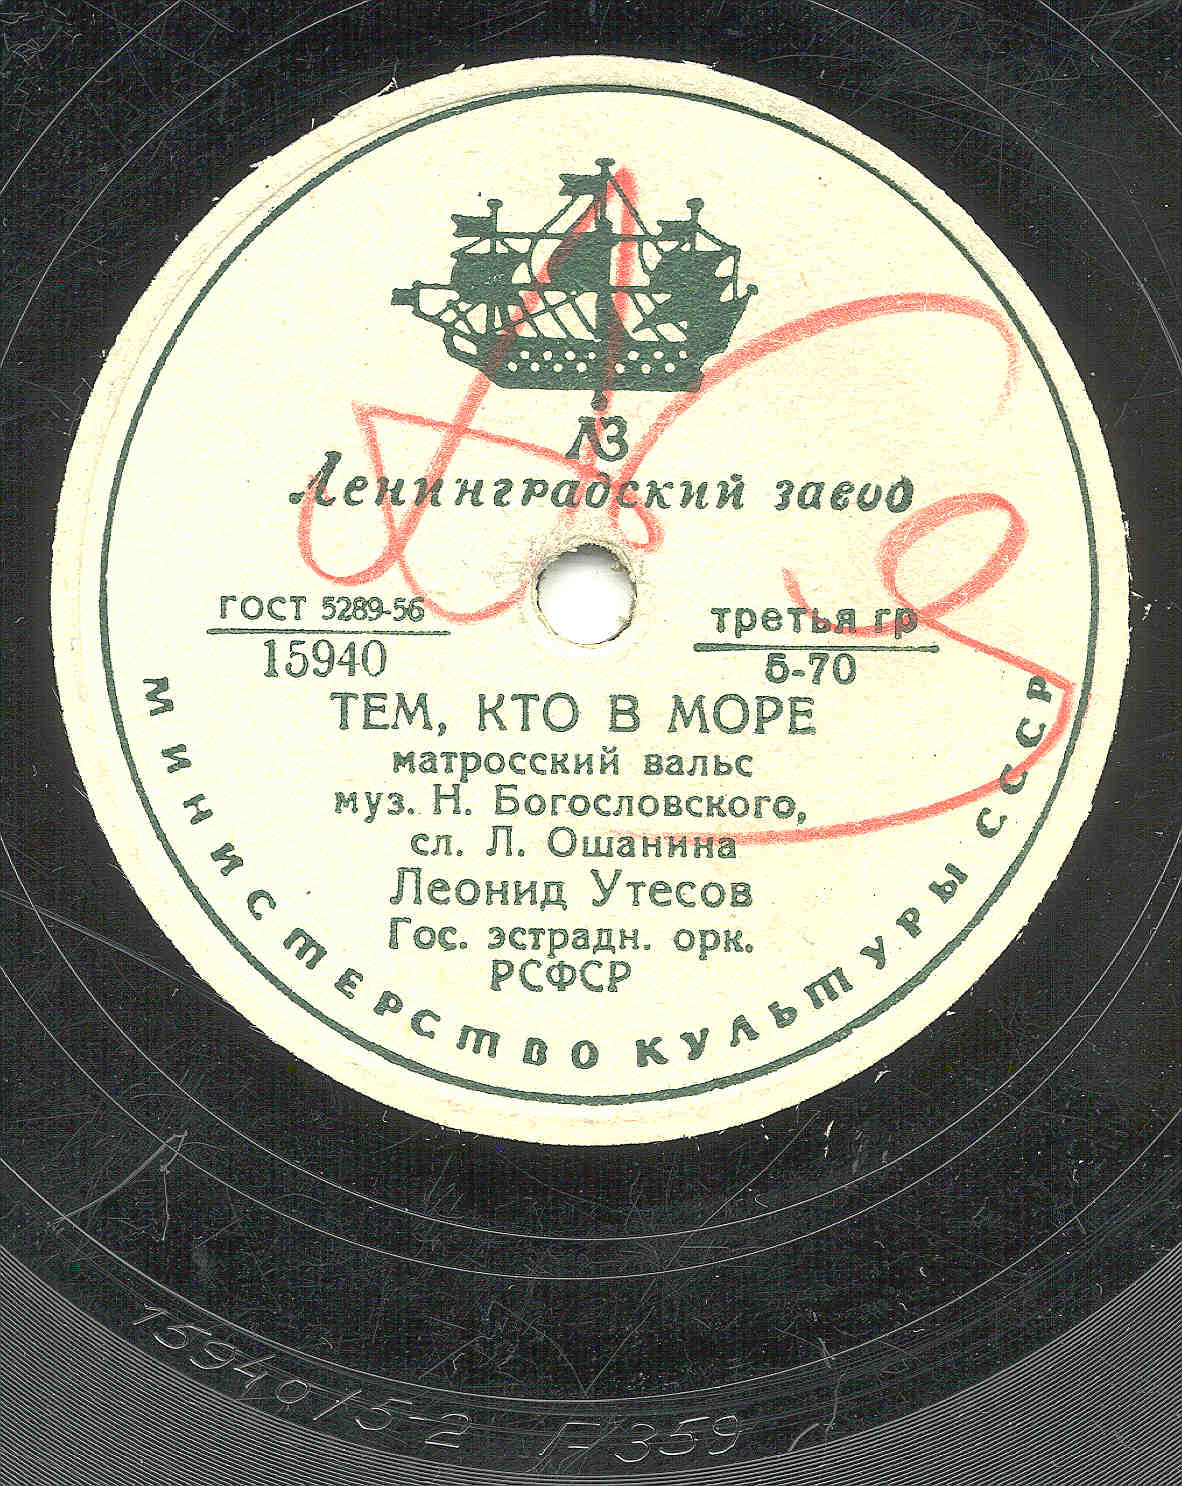 ЛЗ
Ленинградский завод
ГОСТ 5289-56
15940
третья гр
5-70
ТЕМ, КТО В МОРЕ
матросский вальс
муз. Н. Богословского,
сл. Л. Ошанина
Леонид Утесов
Гос. эстрадн. орк.
РСФСР
МИНИСТЕРСТВО КУЛЬТУРЫ СССР
15940/5-2 Г-/359